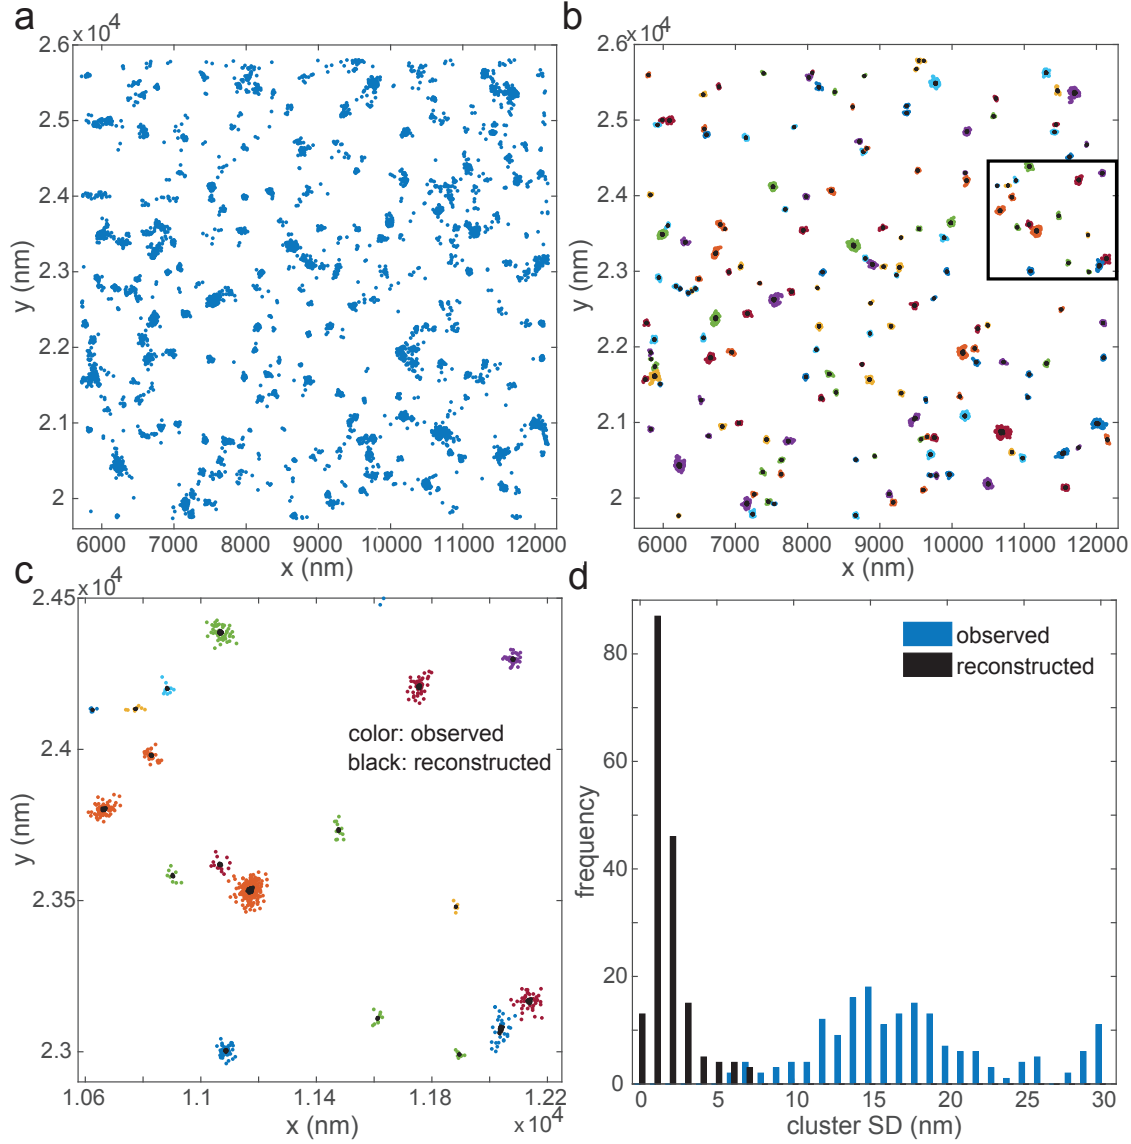 a
×10⁴
2.6
2.5
2.4
2.3
2.2
2.1
2
y (nm)
6000 7000 8000 9000 10000 11000 12000
x (nm)
b
×10⁴
2.6
2.5
2.4
2.3
2.2
2.1
2
y (nm)
6000 7000 8000 9000 10000 11000 12000
x (nm)
c
×10⁴
2.45
2.4
2.35
2.3
y (nm)
color: observed
black: reconstructed
1.06 1.1 1.14 1.18 1.22
x (nm)
×10⁴
d
observed
reconstructed
80
60
40
20
0
frequency
0 5 10 15 20 25 30
cluster SD (nm)